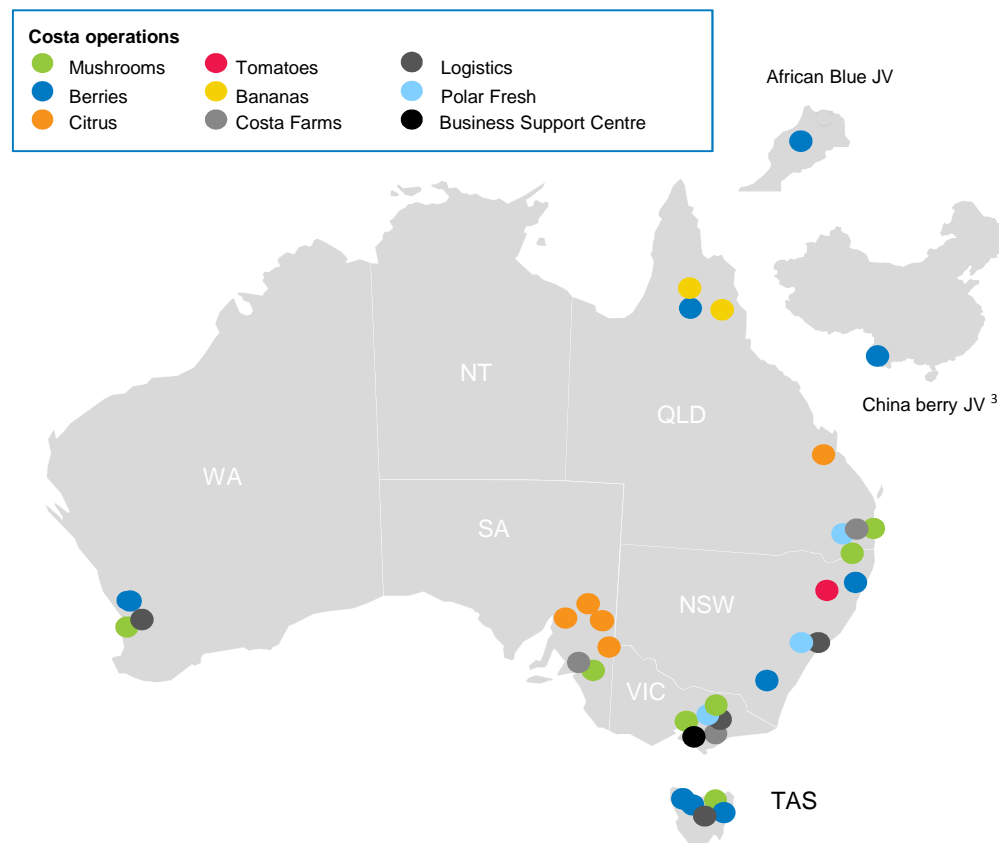 Costa operations
Mushrooms Tomatoes Logistics
Berries Bananas Polar Fresh
Citrus Costa Farms Business Support Centre
African Blue JV
China berry JV 3
NT
QLD
WA
SA
NSW
VIC
TAS